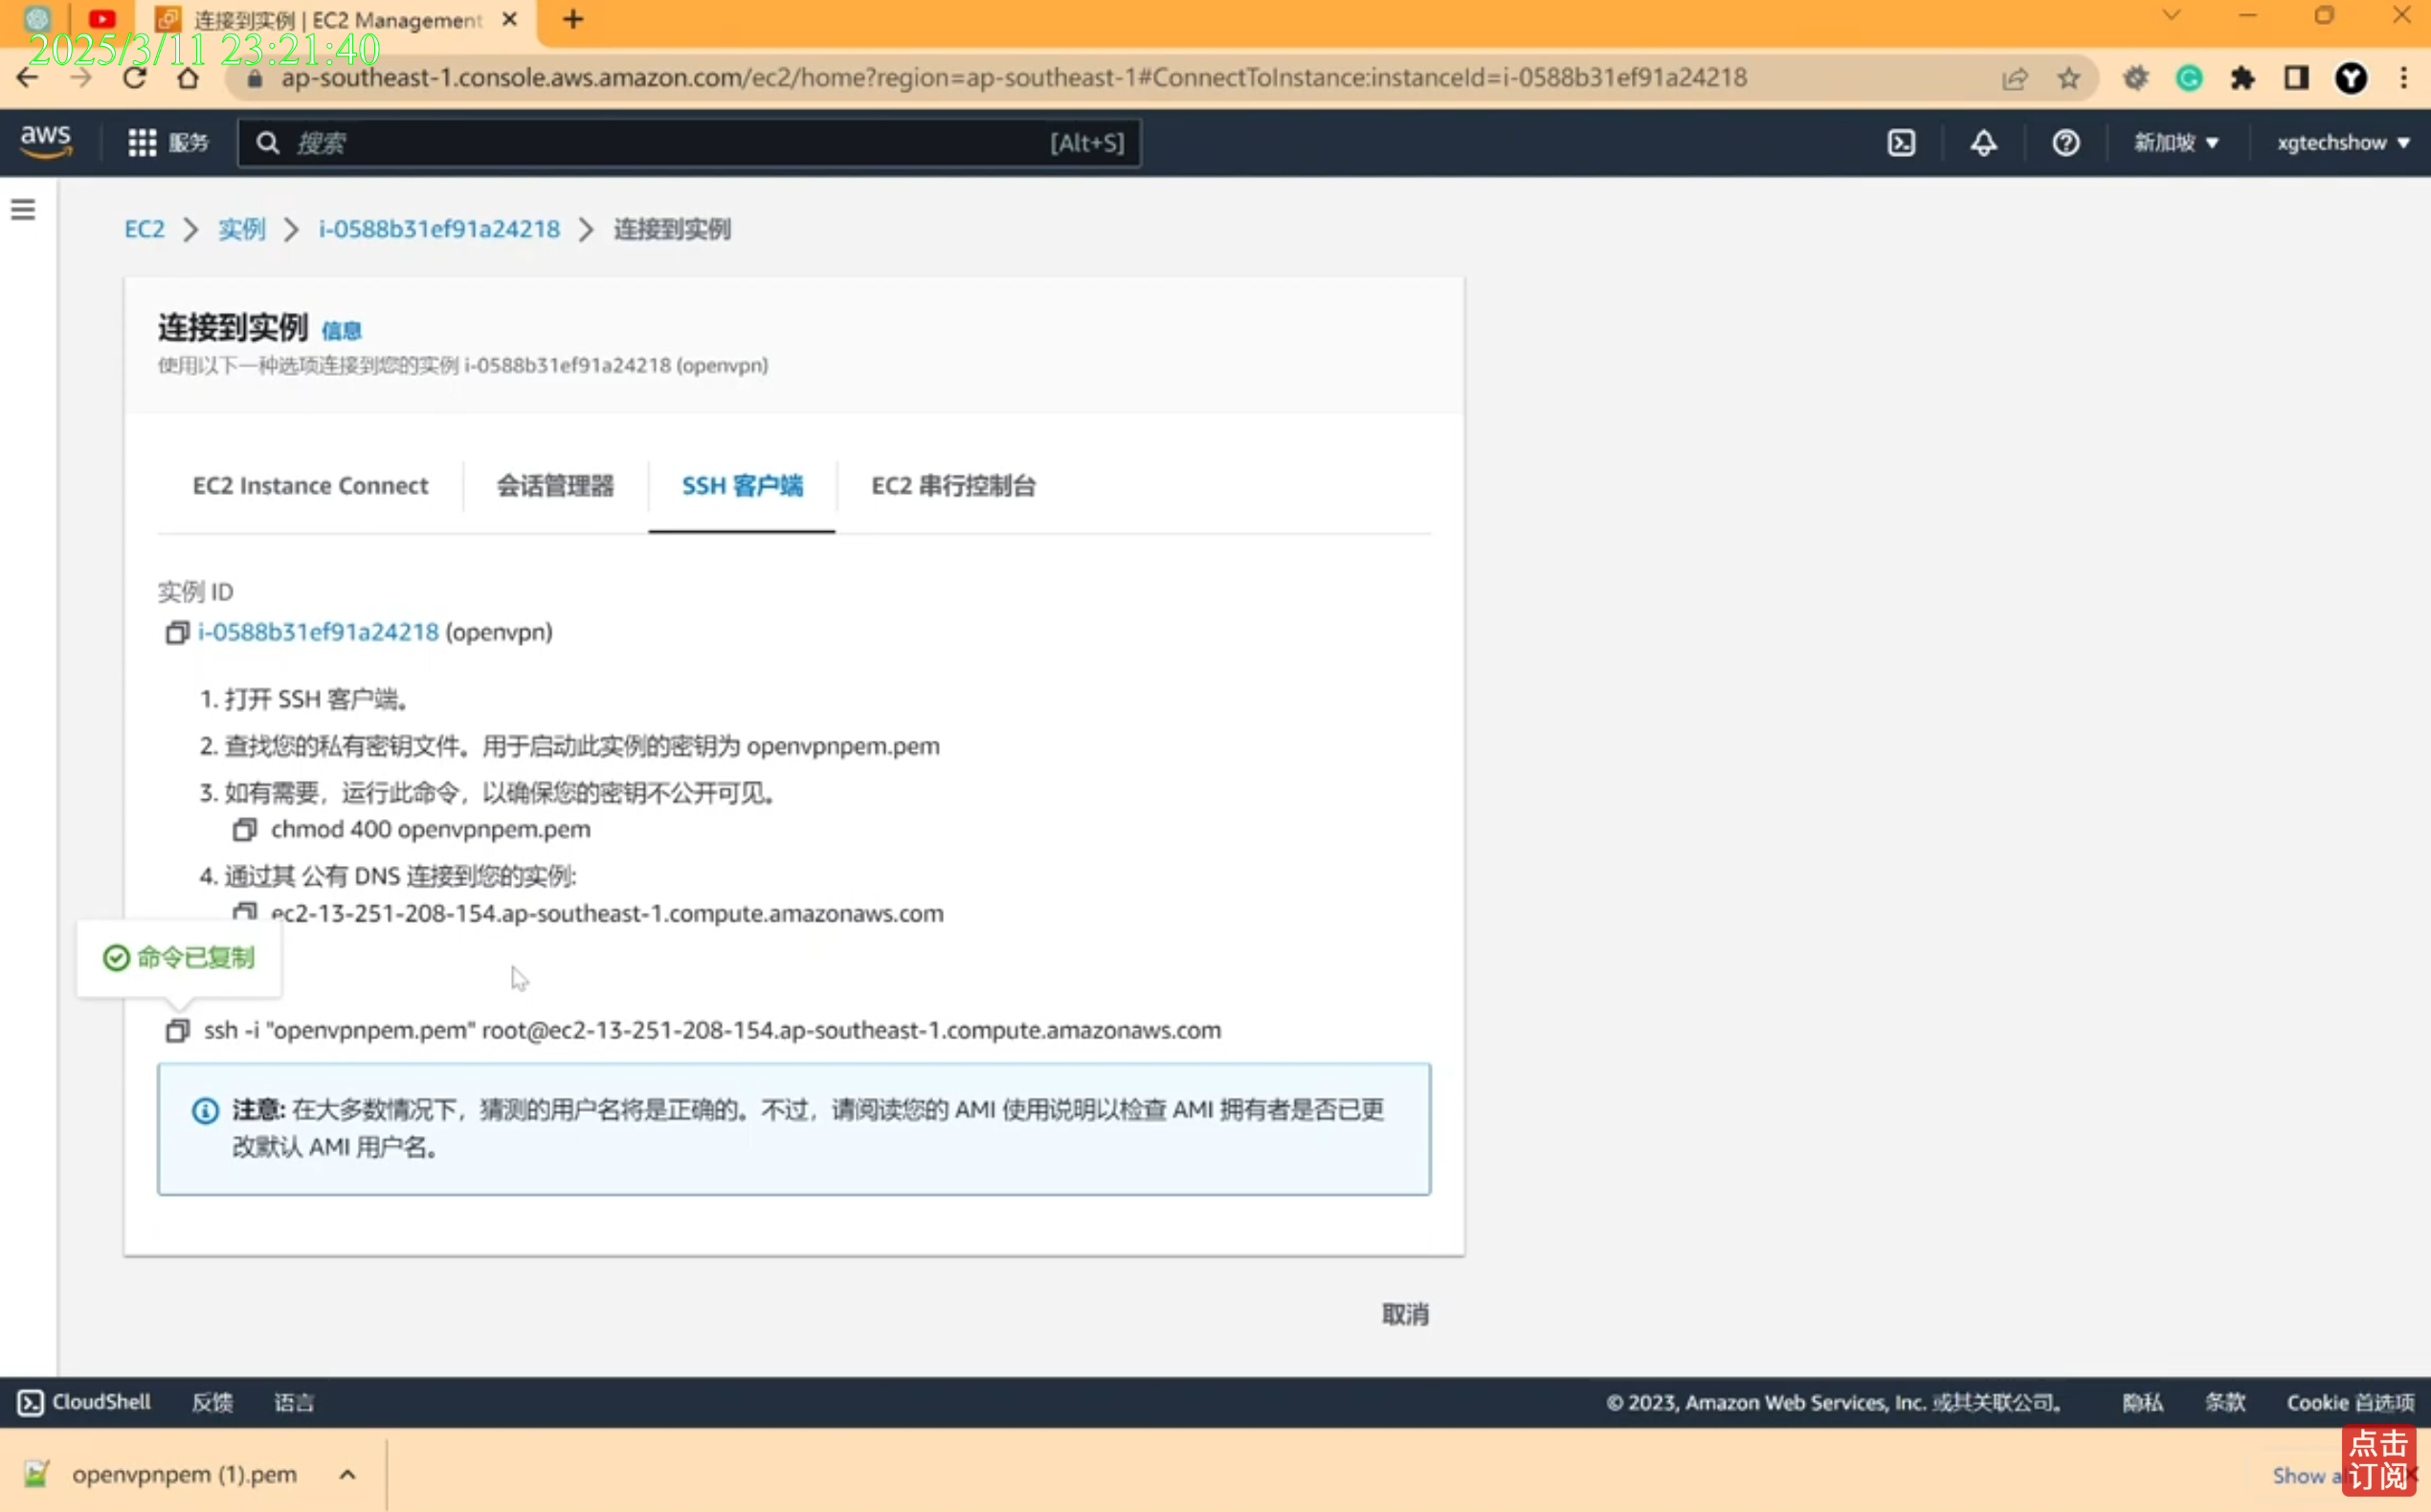 连接到实例 | EC2 Management
2025/3/11 23:21:40
ap-southeast-1.console.aws.amazon.com/ec2/home?region=ap-southeast-1#ConnectToInstance:instanceId=i-0588b31ef91a24218
aws
服务
搜索
[Alt+S]
新加坡
xgtechshow
EC2
实例
i-0588b31ef91a24218
连接到实例
连接到实例 信息
使用以下一种选项连接到您的实例 i-0588b31ef91a24218 (openvpn)
EC2 Instance Connect
会话管理器
SSH 客户端
EC2 串行控制台
实例 ID
i-0588b31ef91a24218 (openvpn)
1. 打开 SSH 客户端。
2. 查找您的私有密钥文件。用于启动此实例的密钥为 openvpnpem.pem
3. 如有需要，运行此命令，以确保您的密钥不公开可见。
chmod 400 openvpnpem.pem
4. 通过其 公有 DNS 连接到您的实例:
ec2-13-251-208-154.ap-southeast-1.compute.amazonaws.com
命令已复制
ssh -i "openvpnpem.pem" root@ec2-13-251-208-154.ap-southeast-1.compute.amazonaws.com
注意: 在大多数情况下，猜测的用户名将是正确的。不过，请阅读您的 AMI 使用说明以检查 AMI 拥有者是否已更
改默认 AMI 用户名。
取消
CloudShell
反馈
语言
© 2023, Amazon Web Services, Inc. 或其关联公司。
隐私
条款
Cookie 首选项
openvpnpem (1).pem
Show
点击
订阅